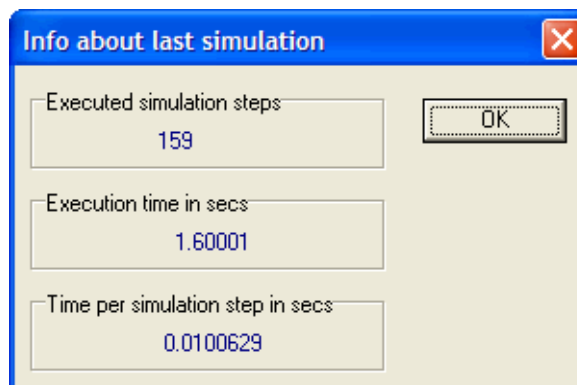 Info about last simulation
Executed simulation steps
159
OK
Execution time in secs
1.60001
Time per simulation step in secs
0.0100629